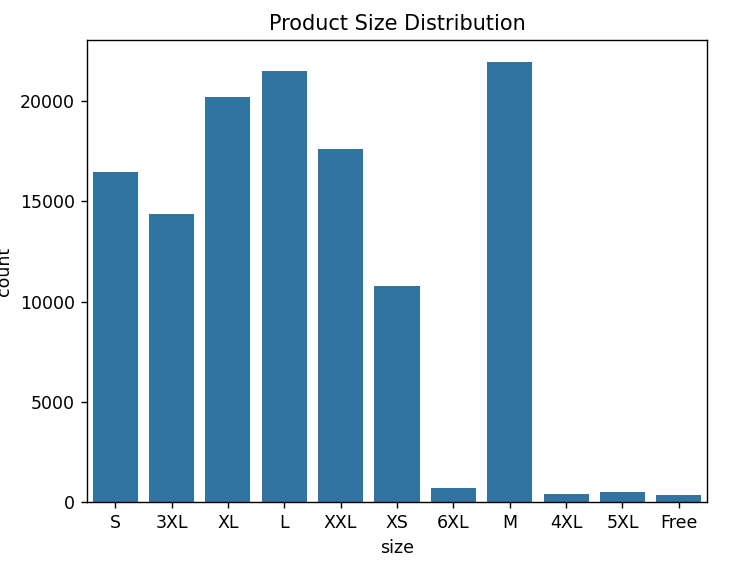 Product Size Distribution
20000
15000
10000
5000
0
count
S 3XL XL L XXL XS 6XL M 4XL 5XL Free
size